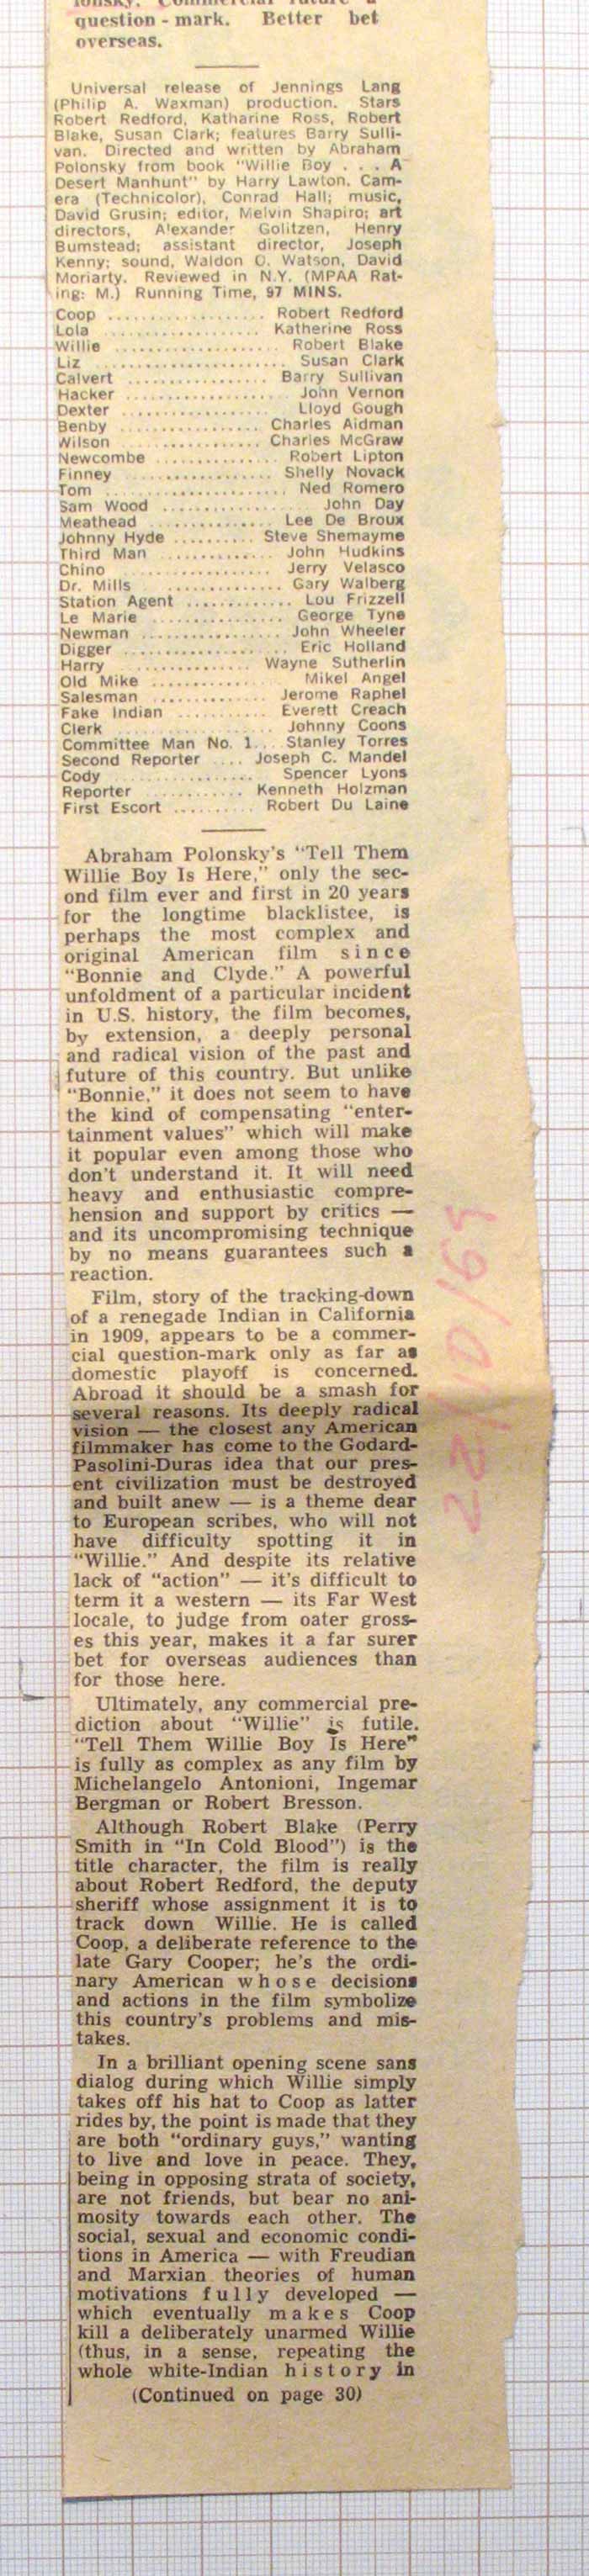 lonsky. Commercial future a
question - mark. Better bet
overseas.
Universal release of Jennings Lang
(Philip A. Waxman) production. Stars
Robert Redford, Katharine Ross, Robert
Blake, Susan Clark; features Barry Sulli-
van. Directed and written by Abraham
Polonsky from book "Willie Boy . . . A
Desert Manhunt" by Harry Lawton. Cam-
era (Technicolor), Conrad Hall; music,
David Grusin; editor, Melvin Shapiro; art
directors, Alexander Golitzen, Henry
Bumstead; assistant director, Joseph
Kenny; sound, Waldon O. Watson, David
Moriarty. Reviewed in N.Y. (MPAA Rat-
ing: M.) Running Time, 97 MINS.
Coop .................... Robert Redford
Lola .................... Katherine Ross
Willie .................... Robert Blake
Liz .................... Susan Clark
Calvert .................... Barry Sullivan
Hacker .................... John Vernon
Dexter .................... Lloyd Gough
Benby .................... Charles Aidman
Wilson .................... Charles McGraw
Newcombe .............. Robert Lipton
Finney .................. Shelly Novack
Tom ...................... Ned Romero
Sam Wood ................ John Day
Meathead .............. Lee De Broux
Johnny Hyde .......... Steve Shemayme
Third Man ............ John Hudkins
Chino .................. Jerry Velasco
Dr. Mills .............. Gary Walberg
Station Agent ............ Lou Frizzell
Le Marie ................ George Tyne
Newman ................ John Wheeler
Digger .................. Eric Holland
Harry .............. Wayne Sutherlin
Old Mike .............. Mikel Angel
Salesman .............. Jerome Raphel
Fake Indian .......... Everett Creach
Clerk .................. Johnny Coons
Committee Man No. 1... Stanley Torres
Second Reporter .... Joseph C. Mandel
Cody .................. Spencer Lyons
Reporter ........... Kenneth Holzman
First Escort .......... Robert Du Laine
Abraham Polonsky's "Tell Them
Willie Boy Is Here," only the sec-
ond film ever and first in 20 years
for the longtime blacklistee, is
perhaps the most complex and
original American film since
"Bonnie and Clyde." A powerful
unfoldment of a particular incident
in U.S. history, the film becomes,
by extension, a deeply personal
and radical vision of the past and
future of this country. But unlike
"Bonnie," it does not seem to have
the kind of compensating "enter-
tainment values" which will make
it popular even among those who
don't understand it. It will need
heavy and enthusiastic compre-
hension and support by critics —
and its uncompromising technique
by no means guarantees such a
reaction.
Film, story of the tracking-down
of a renegade Indian in California
in 1909, appears to be a commer-
cial question-mark only as far as
domestic playoff is concerned.
Abroad it should be a smash for
several reasons. Its deeply radical
vision — the closest any American
filmmaker has come to the Godard-
Pasolini-Duras idea that our pres-
ent civilization must be destroyed
and built anew — is a theme dear
to European scribes, who will not
have difficulty spotting it in
"Willie." And despite its relative
lack of "action" — it's difficult to
term it a western — its Far West
locale, to judge from oater gross-
es this year, makes it a far surer
bet for overseas audiences than
for those here.
Ultimately, any commercial pre-
diction about "Willie" is futile.
"Tell Them Willie Boy Is Here"
is fully as complex as any film by
Michelangelo Antonioni, Ingemar
Bergman or Robert Bresson.
Although Robert Blake (Perry
Smith in "In Cold Blood") is the
title character, the film is really
about Robert Redford, the deputy
sheriff whose assignment it is to
track down Willie. He is called
Coop, a deliberate reference to the
late Gary Cooper; he's the ordi-
nary American whose decisions
and actions in the film symbolize
this country's problems and mis-
takes.
In a brilliant opening scene sans
dialog during which Willie simply
takes off his hat to Coop as latter
rides by, the point is made that they
are both "ordinary guys," wanting
to live and love in peace. They,
being in opposing strata of society,
are not friends, but bear no ani-
mosity towards each other. The
social, sexual and economic condi-
tions in America — with Freudian
and Marxian theories of human
motivations fully developed —
which eventually makes Coop
kill a deliberately unarmed Willie
(thus, in a sense, repeating the
whole white-Indian history in
(Continued on page 30)
22/10/69